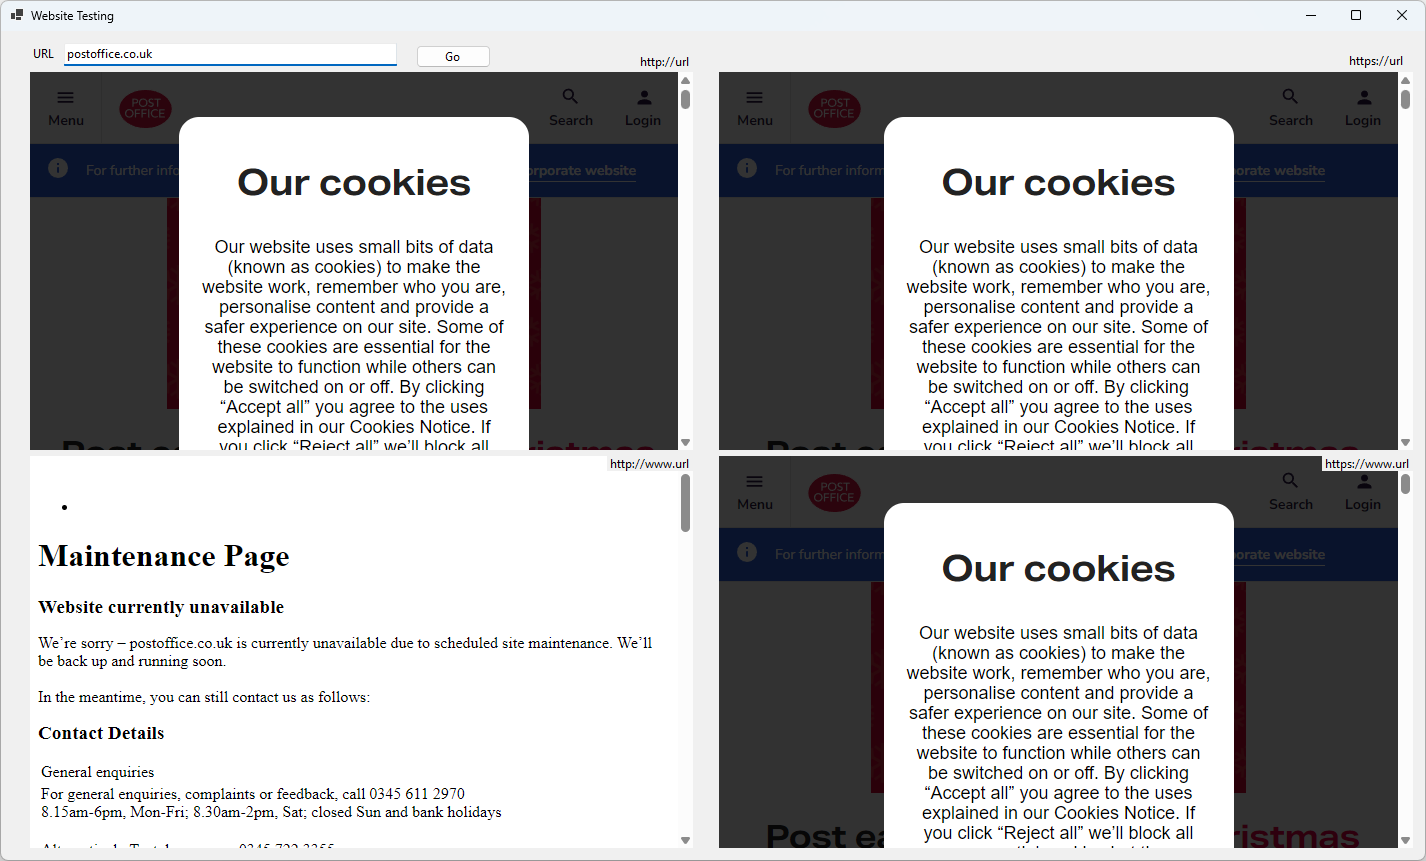 Website Testing
URL
postoffice.co.uk
Go
http://url
https://url
Menu
POST
OFFICE
Search
Login
For further info
rporate website
Our cookies
Our website uses small bits of data
(known as cookies) to make the
website work, remember who you are,
personalise content and provide a
safer experience on our site. Some of
these cookies are essential for the
website to function while others can
be switched on or off. By clicking
“Accept all” you agree to the uses
explained in our Cookies Notice. If
you click “Reject all” we’ll block all
Menu
POST
OFFICE
Search
Login
For further inform
orate website
Our cookies
Our website uses small bits of data
(known as cookies) to make the
website work, remember who you are,
personalise content and provide a
safer experience on our site. Some of
these cookies are essential for the
website to function while others can
be switched on or off. By clicking
“Accept all” you agree to the uses
explained in our Cookies Notice. If
you click “Reject all” we’ll block all
http://www.url
Maintenance Page
Website currently unavailable
We’re sorry – postoffice.co.uk is currently unavailable due to scheduled site maintenance. We’ll
be back up and running soon.
In the meantime, you can still contact us as follows:
Contact Details
General enquiries
For general enquiries, complaints or feedback, call 0345 611 2970
8.15am-6pm, Mon-Fri; 8.30am-2pm, Sat; closed Sun and bank holidays
https://www.url
Menu
POST
OFFICE
Search
Login
For further inform
orate website
Our cookies
Our website uses small bits of data
(known as cookies) to make the
website work, remember who you are,
personalise content and provide a
safer experience on our site. Some of
these cookies are essential for the
website to function while others can
be switched on or off. By clicking
“Accept all” you agree to the uses
explained in our Cookies Notice. If
you click “Reject all” we’ll block all
Post ea
ristmas